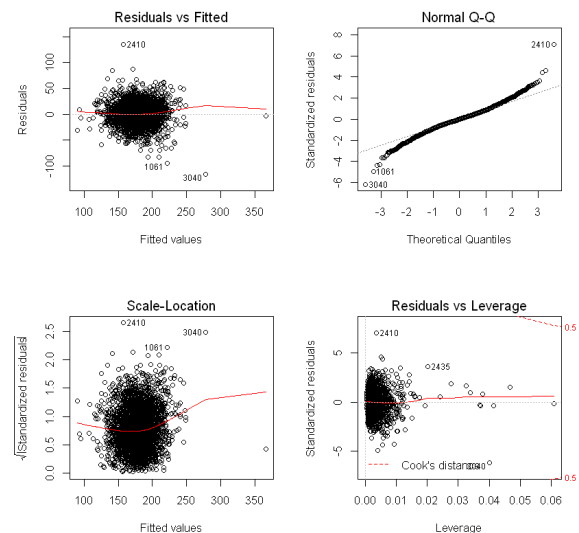 Residuals vs Fitted
Residuals
-100
0
50
100
2410
1061
3040
100 150 200 250 300 350
Fitted values
Normal Q-Q
Standardized residuals
-6 -4 -2 0 2 4 6 8
2410
1061
3040
-3 -2 -1 0 1 2 3
Theoretical Quantiles
Scale-Location
√|Standardized residuals|
0.0 0.5 1.0 1.5 2.0 2.5
2410
3040
1061
100 150 200 250 300 350
Fitted values
Residuals vs Leverage
Standardized residuals
-5 0 5
2410
2435
3040
Cook's distance
0.5
0.5
0.00 0.01 0.02 0.03 0.04 0.05 0.06
Leverage